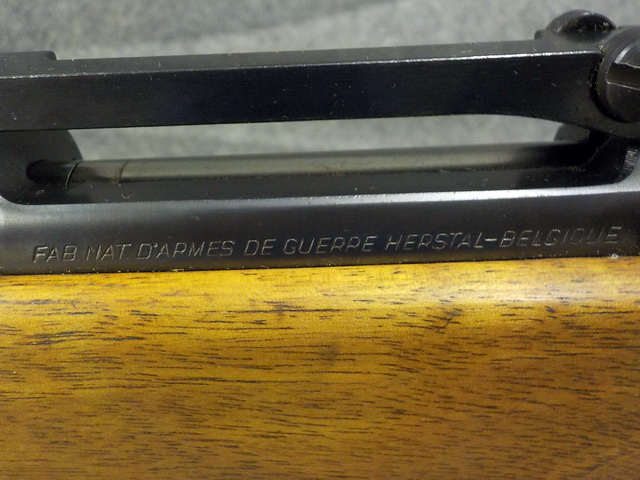 FAB. NAT D'ARMES DE GUERRE HERSTAL-BELGIQUE